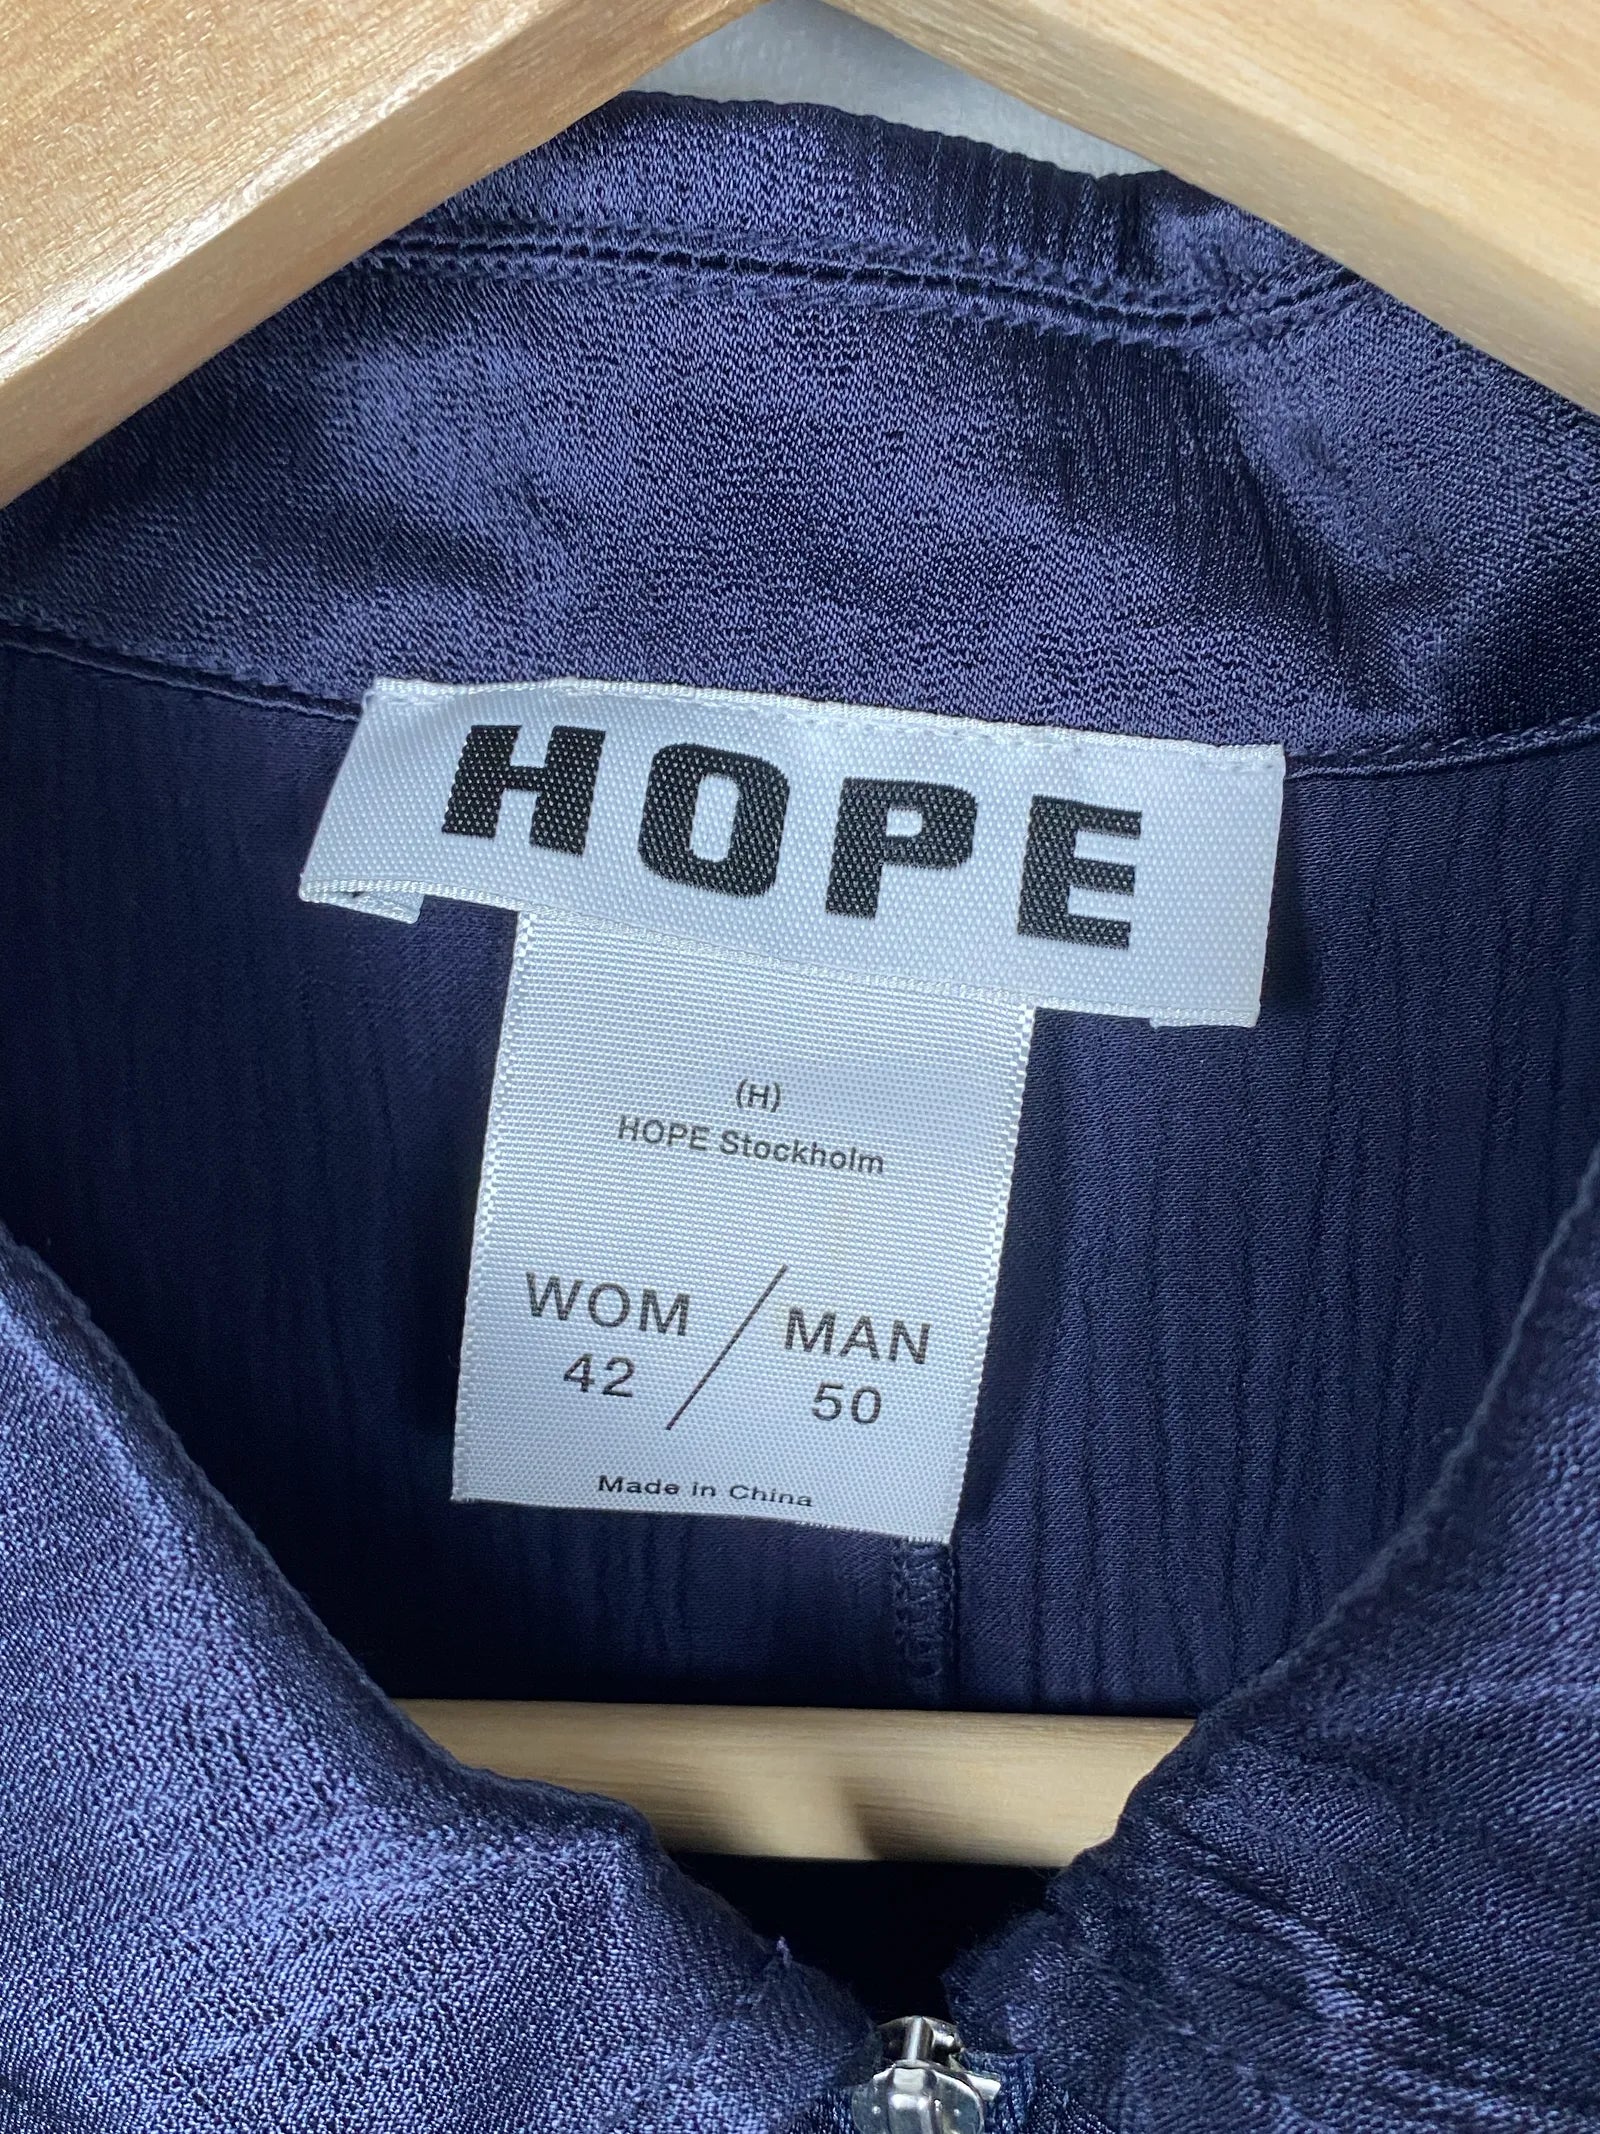 HOPE
(H)
HOPE Stockholm
WOM / MAN
42 50
Made in China